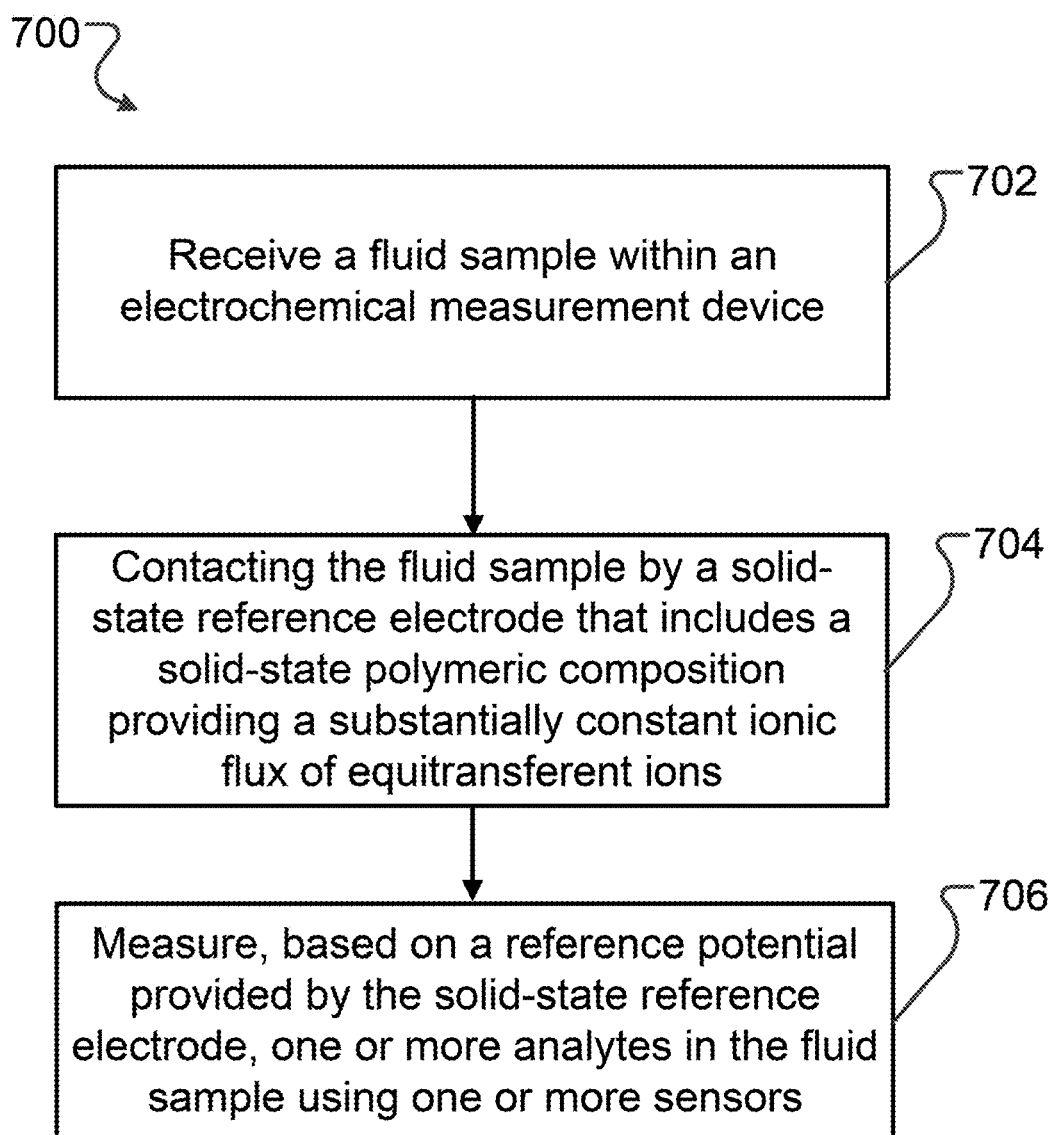 700
702
Receive a fluid sample within an
electrochemical measurement device
704
Contacting the fluid sample by a solid-
state reference electrode that includes a
solid-state polymeric composition
providing a substantially constant ionic
flux of equitransferent ions
706
Measure, based on a reference potential
provided by the solid-state reference
electrode, one or more analytes in the fluid
sample using one or more sensors